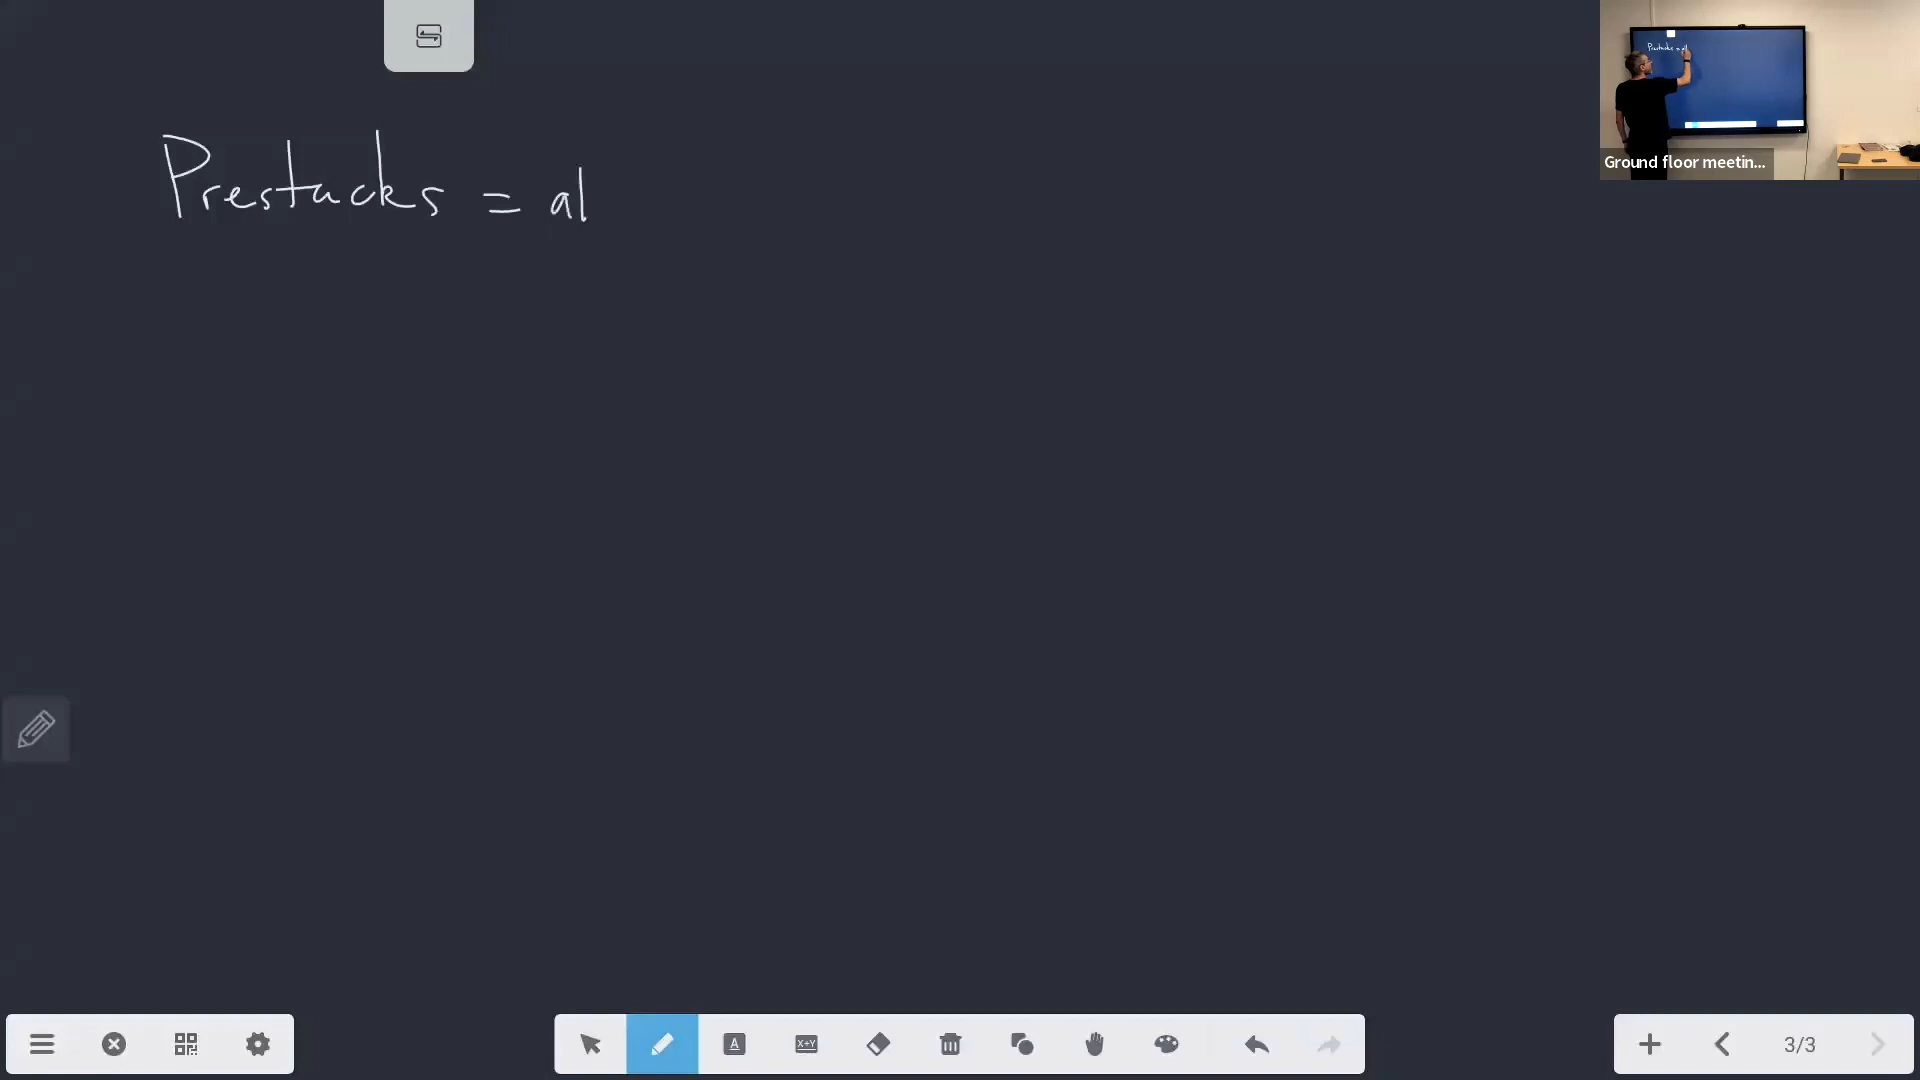 Prestacks = al
Ground floor meetin...
3/3